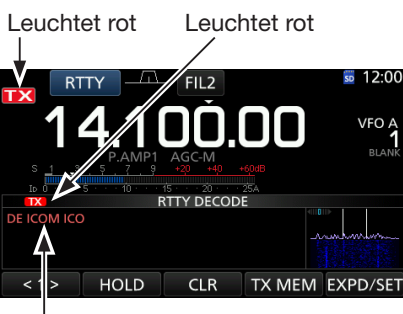 Leuchtet rot Leuchtet rot
RTTY FIL2 SD 12:00
TX
14.100.00 VFO A
1
P.AMP1 AGC-M BLANK
S 1 3 5 7 9 +20 +40 +60dB
ID 0 5 10 15 20 25A
TX RTTY DECODE
DE ICOM ICO
< 1 > HOLD CLR TX MEM EXPD/SET